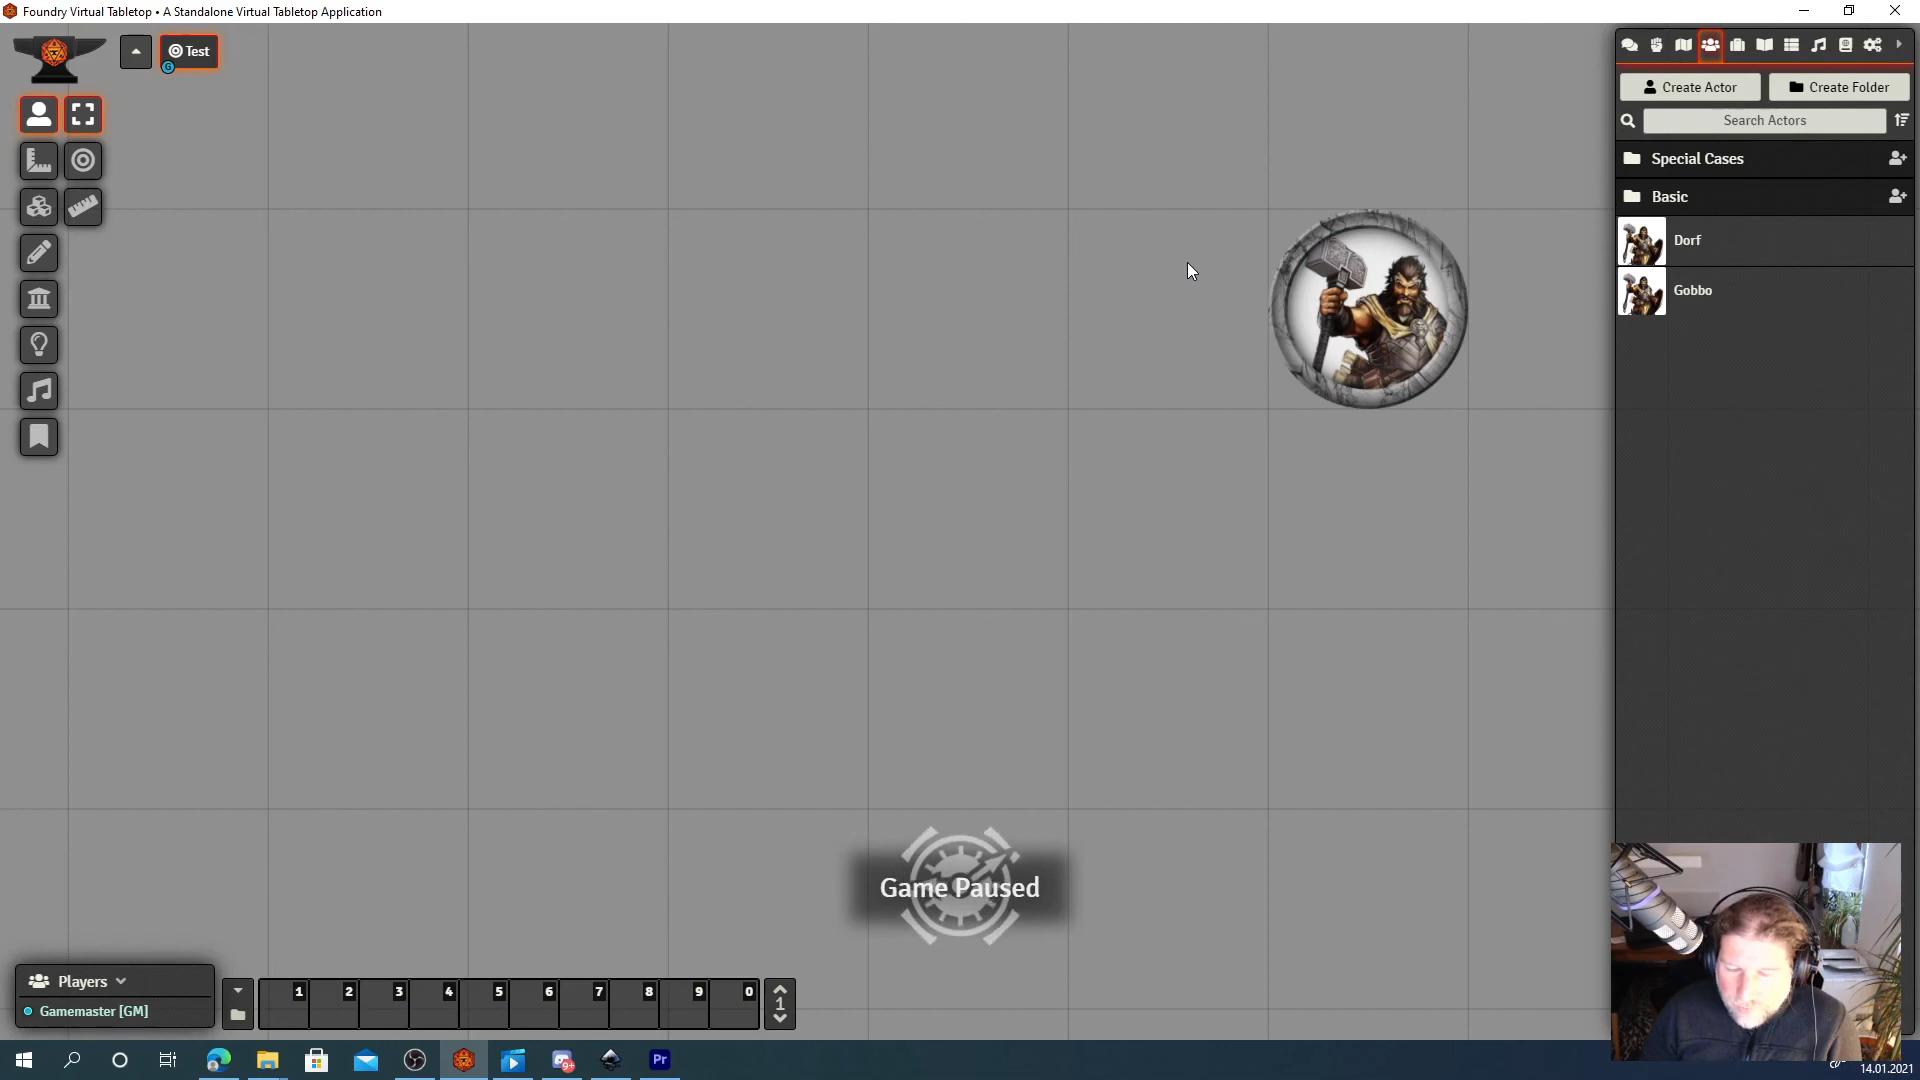 Foundry Virtual Tabletop • A Standalone Virtual Tabletop Application
Test
G
Create Actor
Create Folder
Search Actors
Special Cases
Basic
Dorf
Gobbo
Game Paused
Players
Gamemaster [GM]
1 2 3 4 5 6 7 8 9 0
1
9+
Pr
14.01.2021